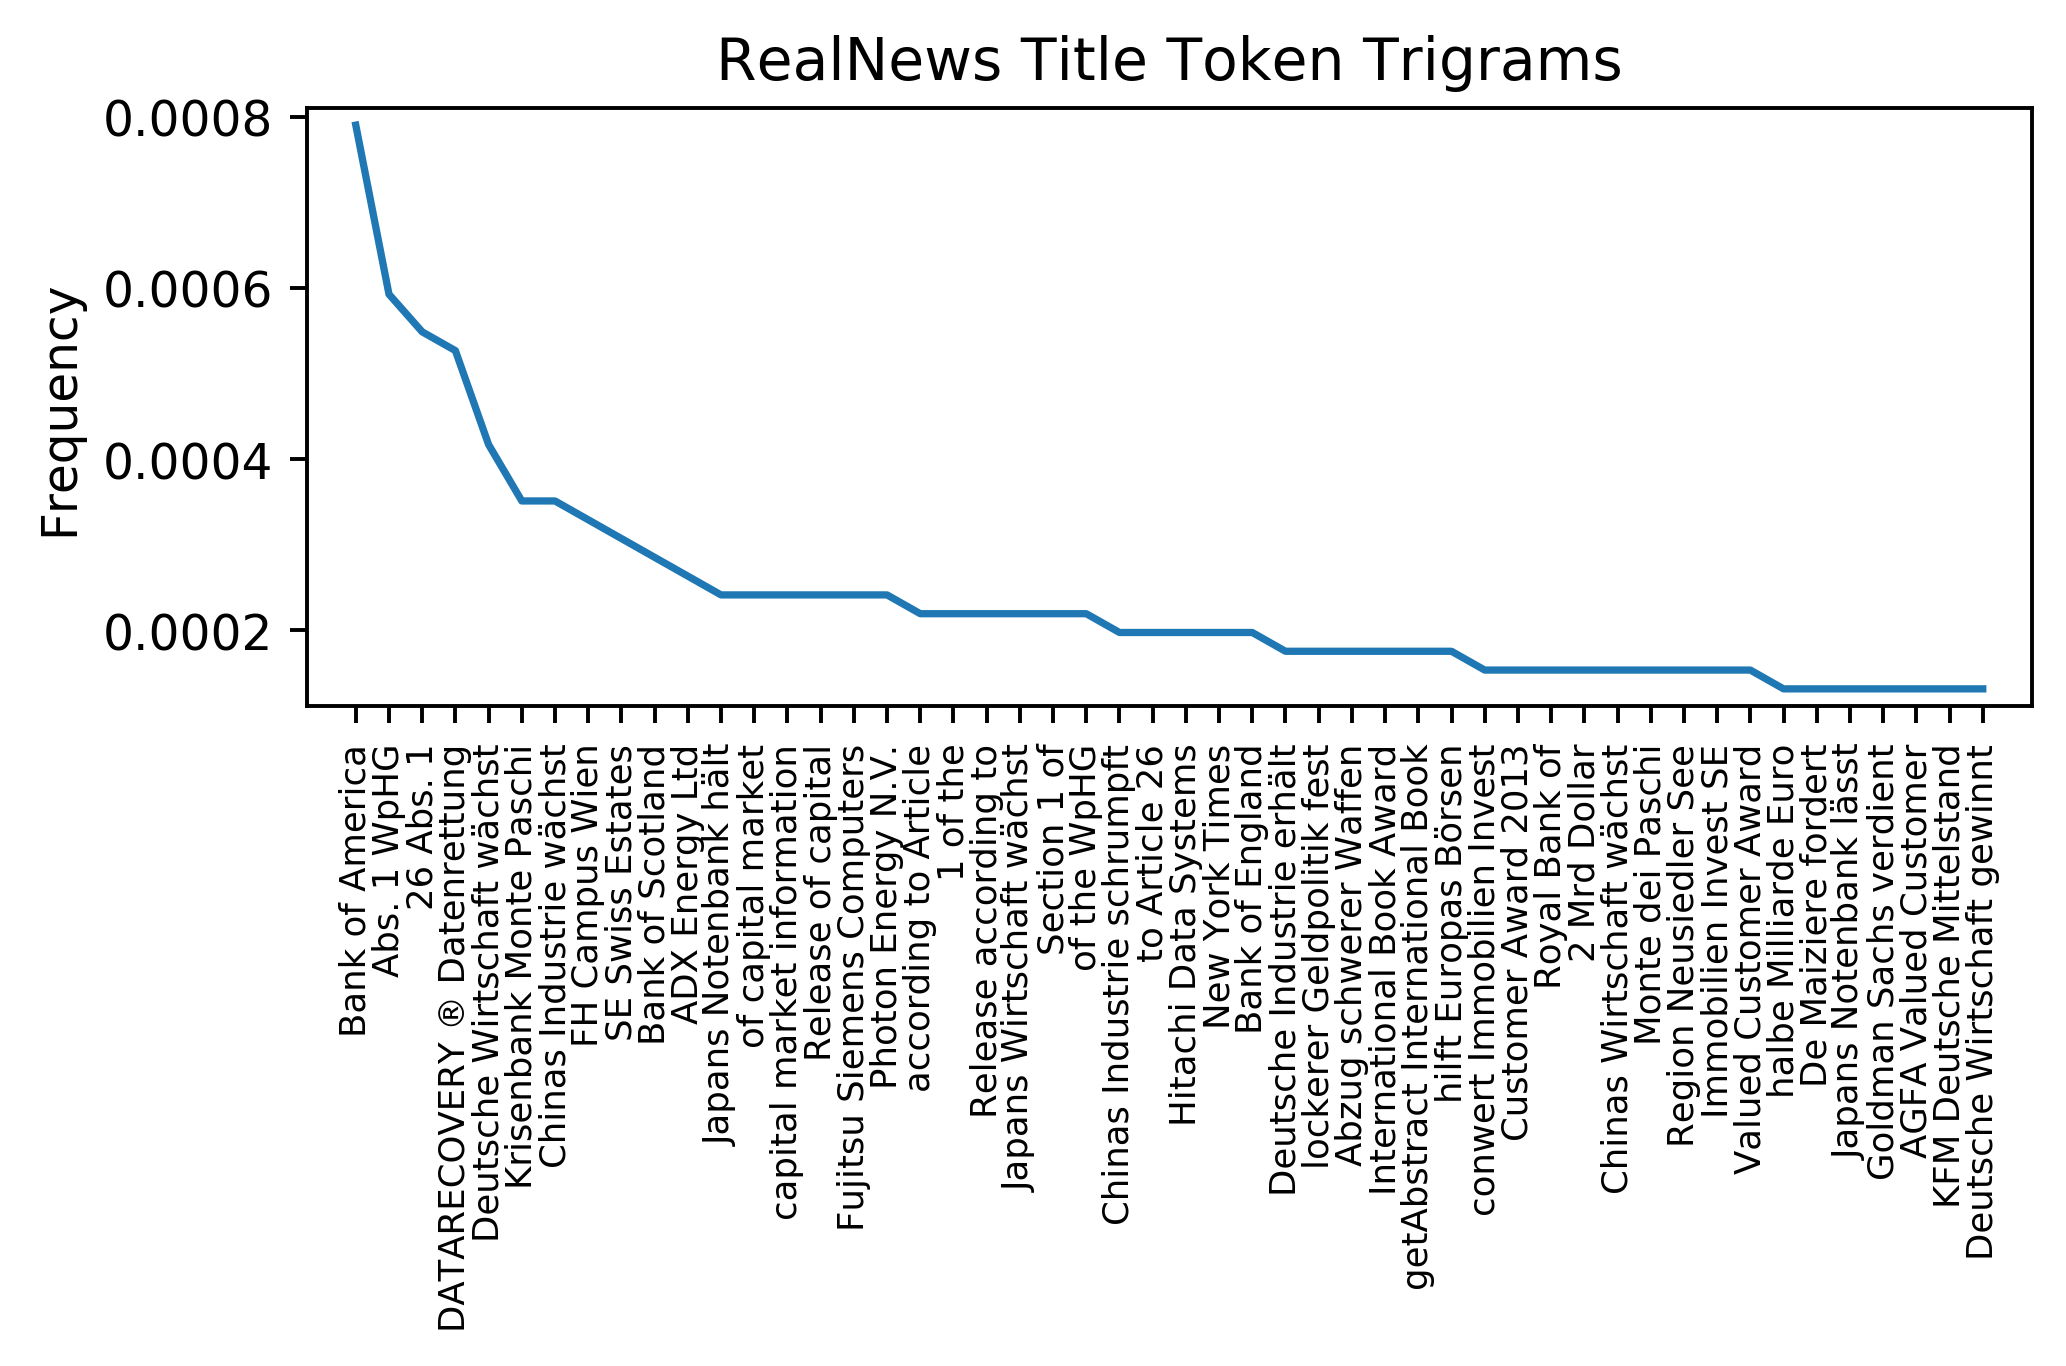 RealNews Title Token Trigrams
Frequency
0.0008
0.0006
0.0004
0.0002
Bank of America
Abs. 1 WpHG
26 Abs. 1
DATARECOVERY ® Datenrettung
Deutsche Wirtschaft wächst
Krisenbank Monte Paschi
Chinas Industrie wächst
FH Campus Wien
SE Swiss Estates
Bank of Scotland
ADX Energy Ltd
Japans Notenbank hält
of capital market
capital market information
Release of capital
Fujitsu Siemens Computers
Photon Energy N.V.
according to Article
1 of the
Release according to
Japans Wirtschaft wächst
Section 1 of
of the WpHG
Chinas Industrie schrumpft
to Article 26
Hitachi Data Systems
New York Times
Bank of England
Deutsche Industrie erhält
lockerer Geldpolitik fest
Abzug schwerer Waffen
International Book Award
getAbstract International Book
hilft Europas Börsen
conwert Immobilien Invest
Customer Award 2013
Royal Bank of
2 Mrd Dollar
Chinas Wirtschaft wächst
Monte dei Paschi
Region Neusiedler See
Immobilien Invest SE
Valued Customer Award
halbe Milliarde Euro
De Maiziere fordert
Japans Notenbank lässt
Goldman Sachs verdient
AGFA Valued Customer
KFM Deutsche Mittelstand
Deutsche Wirtschaft gewinnt